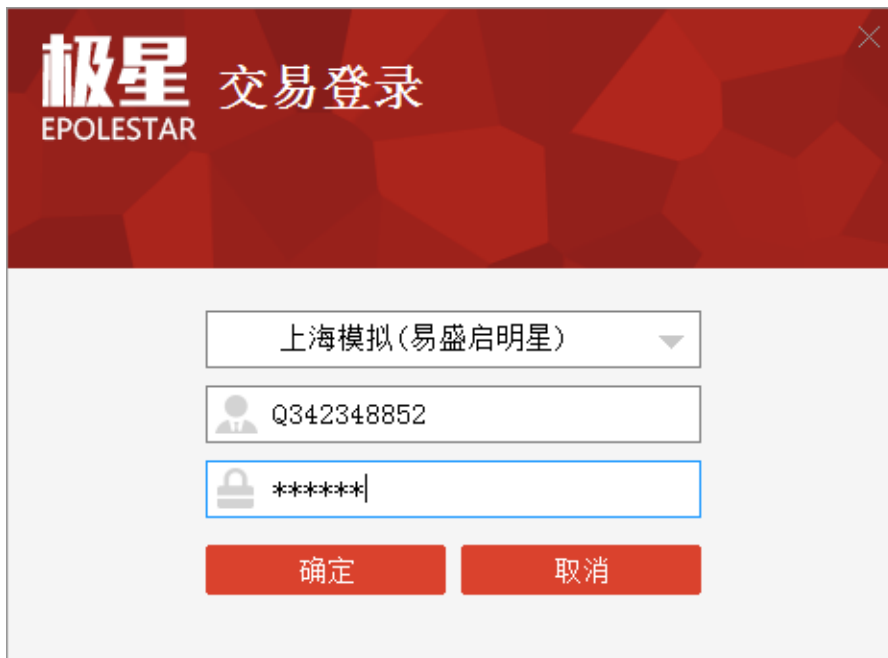 极星
EPOLESTAR
交易登录
上海模拟(易盛启明星)
Q342348852
******
确定
取消